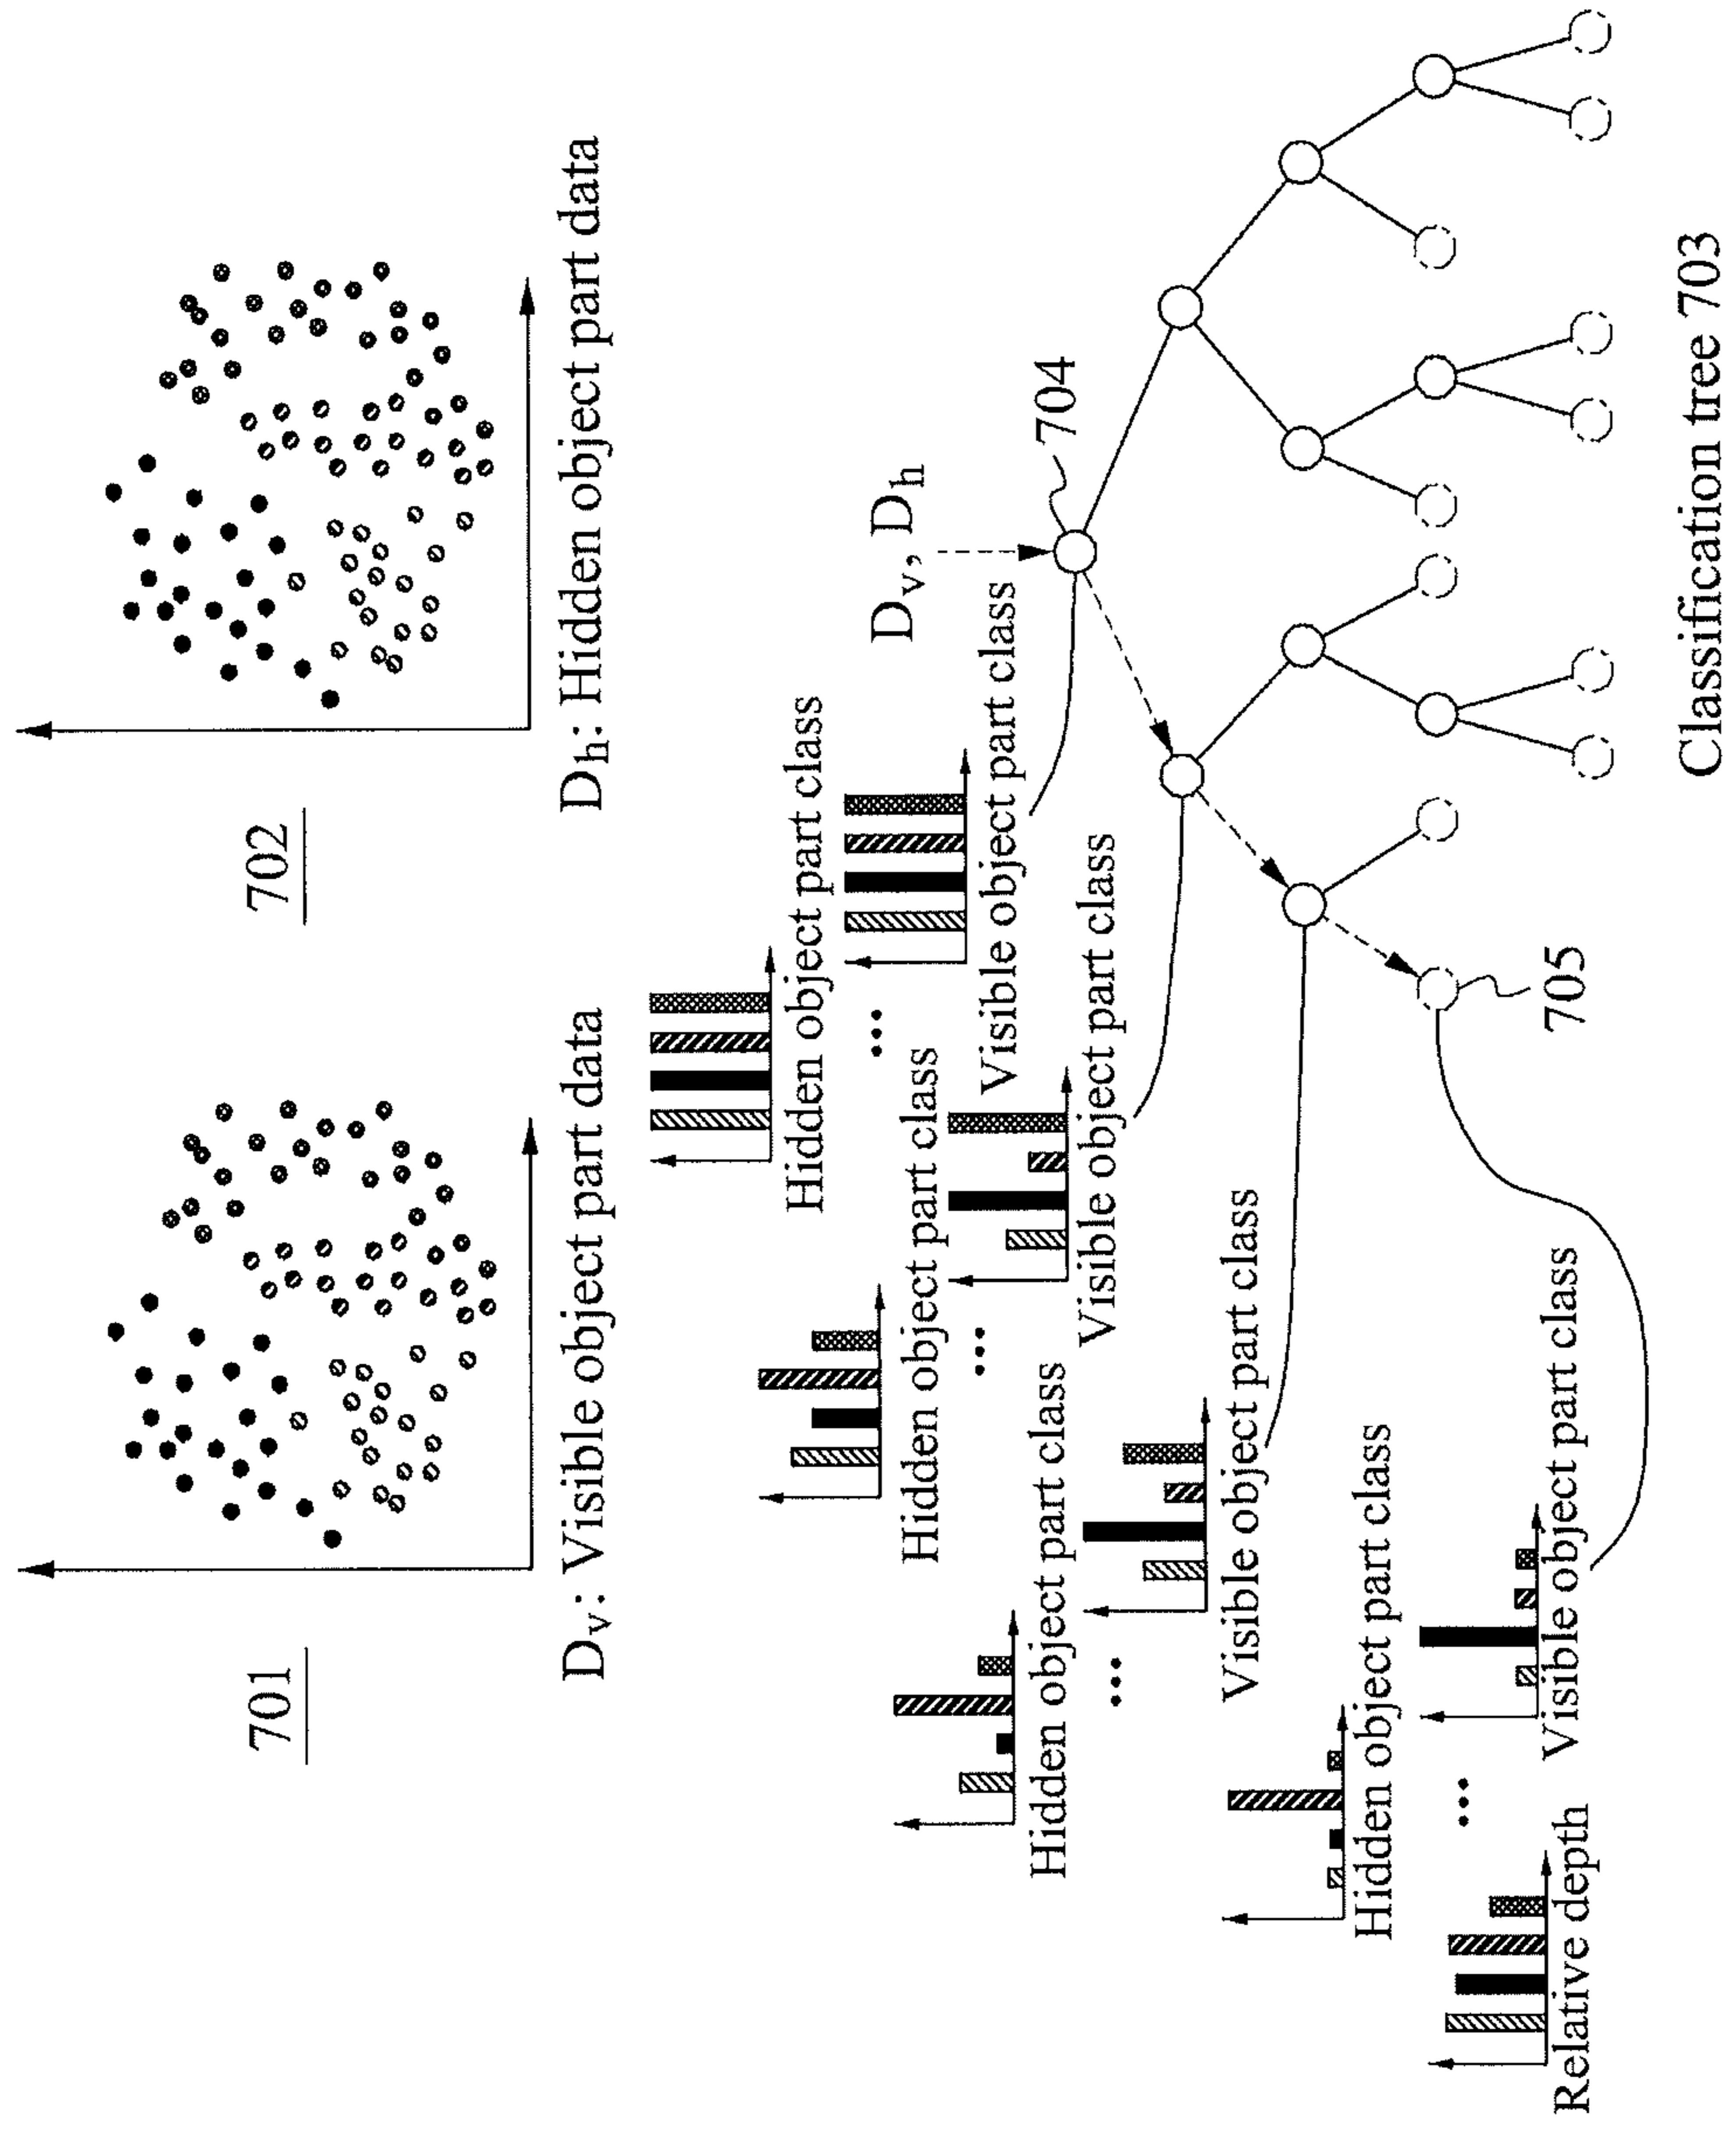 701
702
Dv: Visible object part data
Dh: Hidden object part data
Hidden object part class
...
Visible object part class
Dv, Dh
704
Hidden object part class
...
Visible object part class
Hidden object part class
...
Visible object part class
Hidden object part class
...
Visible object part class
Relative depth
705
Classification tree 703